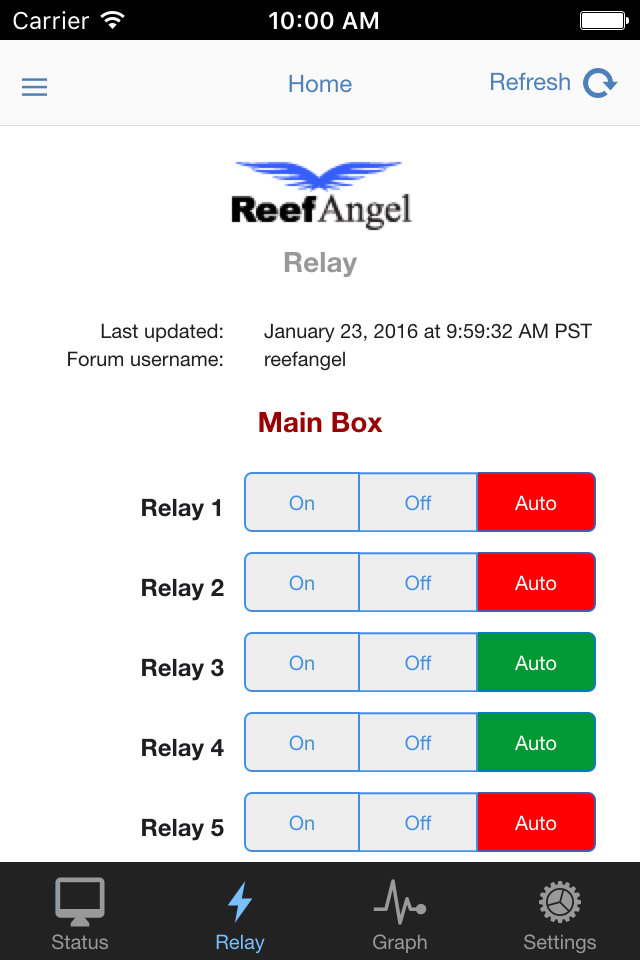 Carrier 10:00 AM
Home Refresh
ReefAngel
Relay
Last updated: January 23, 2016 at 9:59:32 AM PST
Forum username: reefangel
Main Box
Relay 1 On Off Auto
Relay 2 On Off Auto
Relay 3 On Off Auto
Relay 4 On Off Auto
Relay 5 On Off Auto
Status Relay Graph Settings